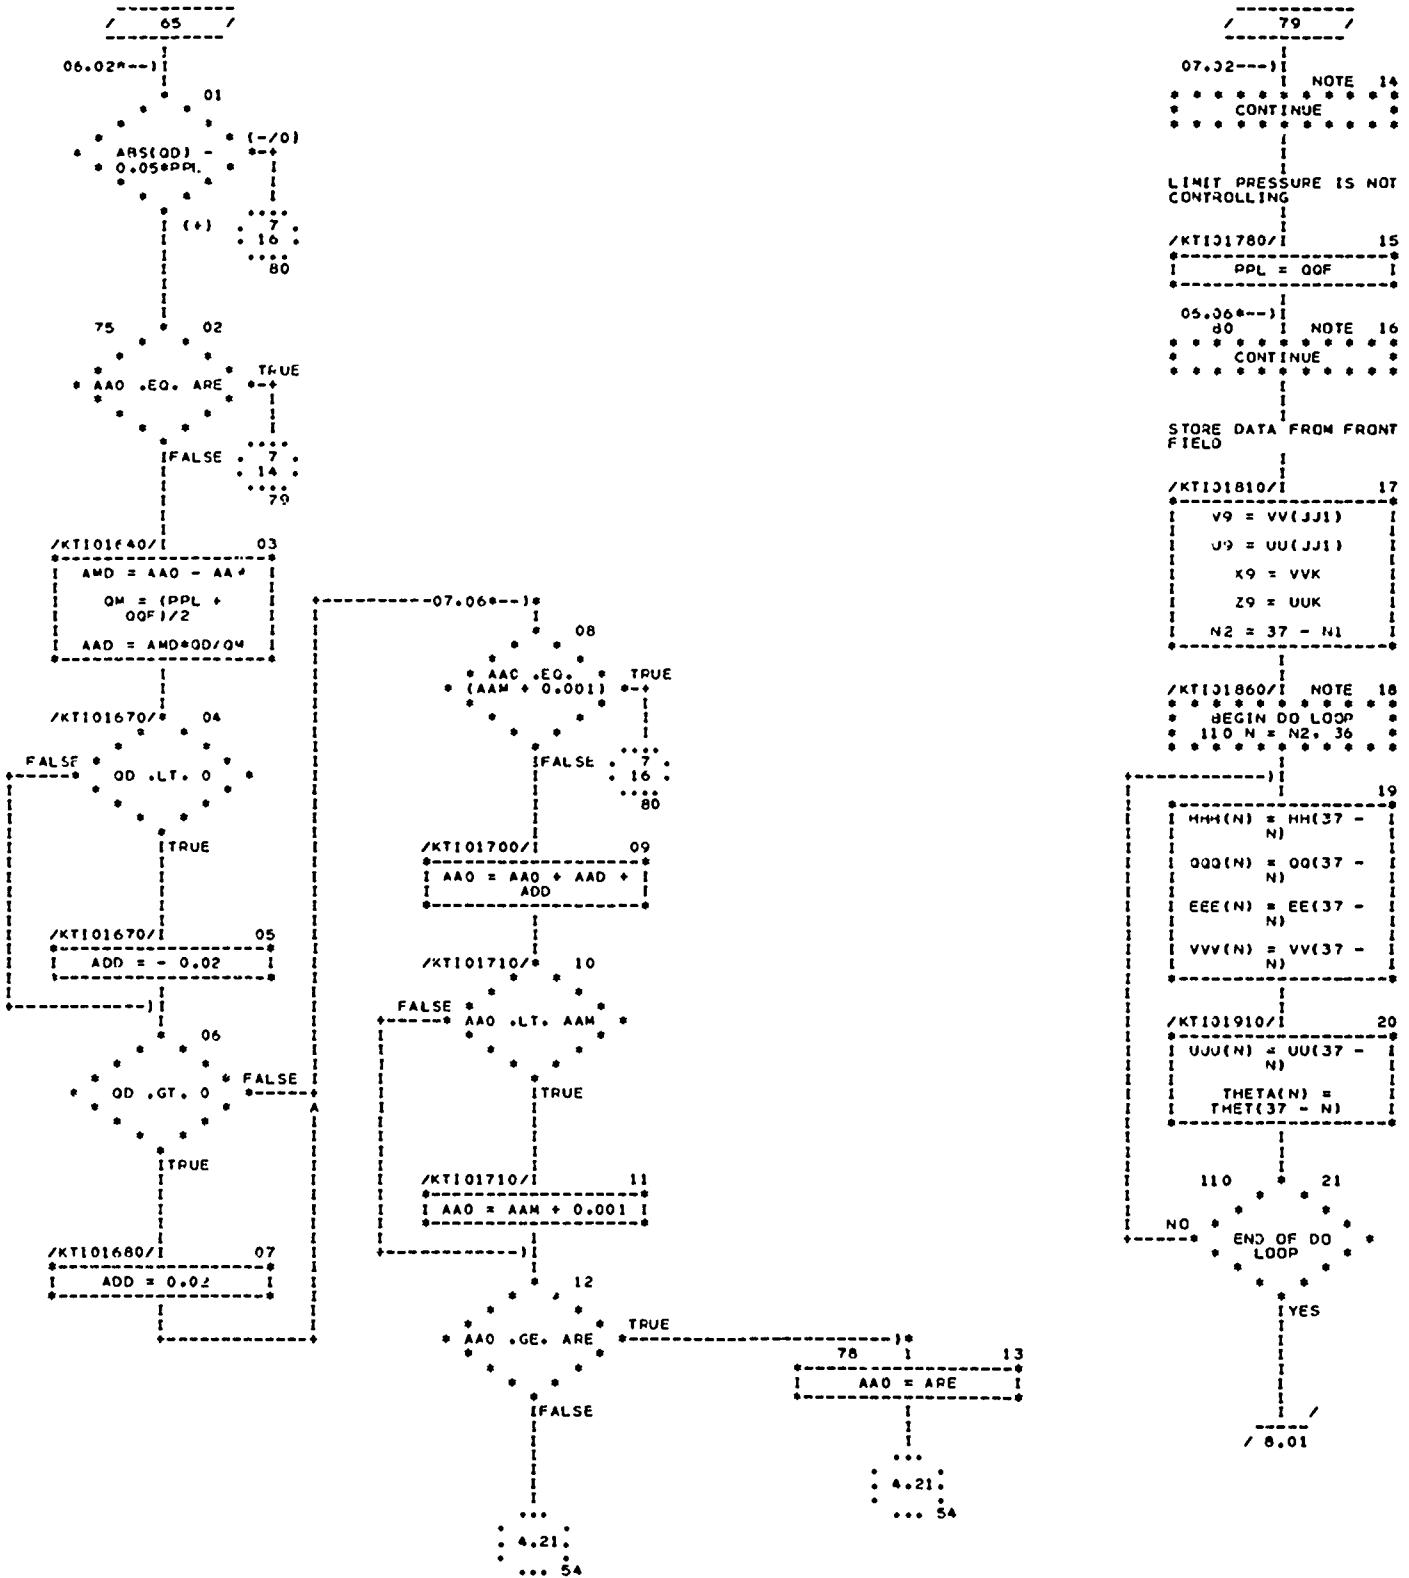 / 65 /
06.02*--)
01
ABS(QD) -
0.05*PPL
(-/0)
(+)
7
16
80
75 02
AAO .EQ. ARE
TRUE
FALSE
7
14
79
/KTI01640/ 03
AMD = AAO - 
QM = (PPL +
QQF)/2
AAD = AMD*QD/QM
/KTI01670/ 04
FALSE
QD .LT. 0
TRUE
/KTI01670/ 05
ADD = - 0.02
06
QD .GT. 0
FALSE
TRUE
/KTI01680/ 07
ADD = 0.02
07.06*--)*
08
AAO .EQ.
(AAM + 0.001)
TRUE
FALSE
7
16
80
/KTI01700/ 09
AAO = AAO + AAD +
ADD
/KTI01710/ 10
FALSE
AAO .LT. AAM
TRUE
/KTI01710/ 11
AAO = AAM + 0.001
12
AAO .GE. ARE
TRUE
FALSE
4.21
54
78 13
AAO = ARE
4.21
54
/ 79 /
07.02---)
NOTE 14
CONTINUE
LIMIT PRESSURE IS NOT
CONTROLLING
/KTI01780/ 15
PPL = QQF
05.06*--)
80 NOTE 16
CONTINUE
STORE DATA FROM FRONT
FIELD
/KTI01810/ 17
V9 = VV(JJ1)
U9 = UU(JJ1)
X9 = VVK
Z9 = UUK
N2 = 37 - N1
/KTI01860/ NOTE 18
BEGIN DO LOOP
110 N = N2, 36
19
HHH(N) = HH(37 -
N)
QQQ(N) = QQ(37 -
N)
EEE(N) = EE(37 -
N)
VVV(N) = VV(37 -
N)
/KTI01910/ 20
UUU(N) = UU(37 -
N)
THETA(N) =
THET(37 - N)
110 21
NO
END OF DO
LOOP
YES
/ 8.01 /